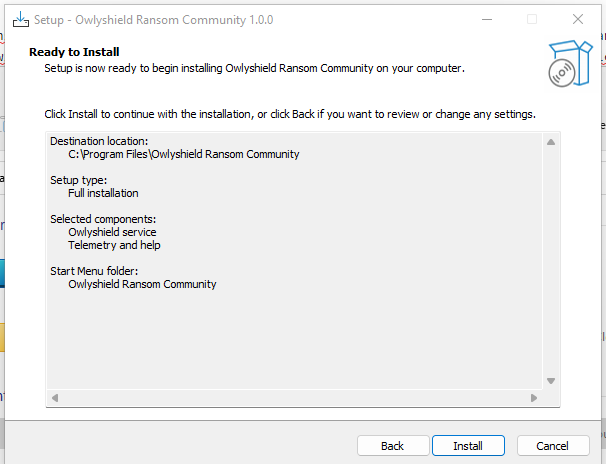 Setup - Owlyshield Ransom Community 1.0.0
Ready to Install
Setup is now ready to begin installing Owlyshield Ransom Community on your computer.
Click Install to continue with the installation, or click Back if you want to review or change any settings.
Destination location:
C:\Program Files\Owlyshield Ransom Community
Setup type:
Full installation
Selected components:
Owlyshield service
Telemetry and help
Start Menu folder:
Owlyshield Ransom Community
Back
Install
Cancel